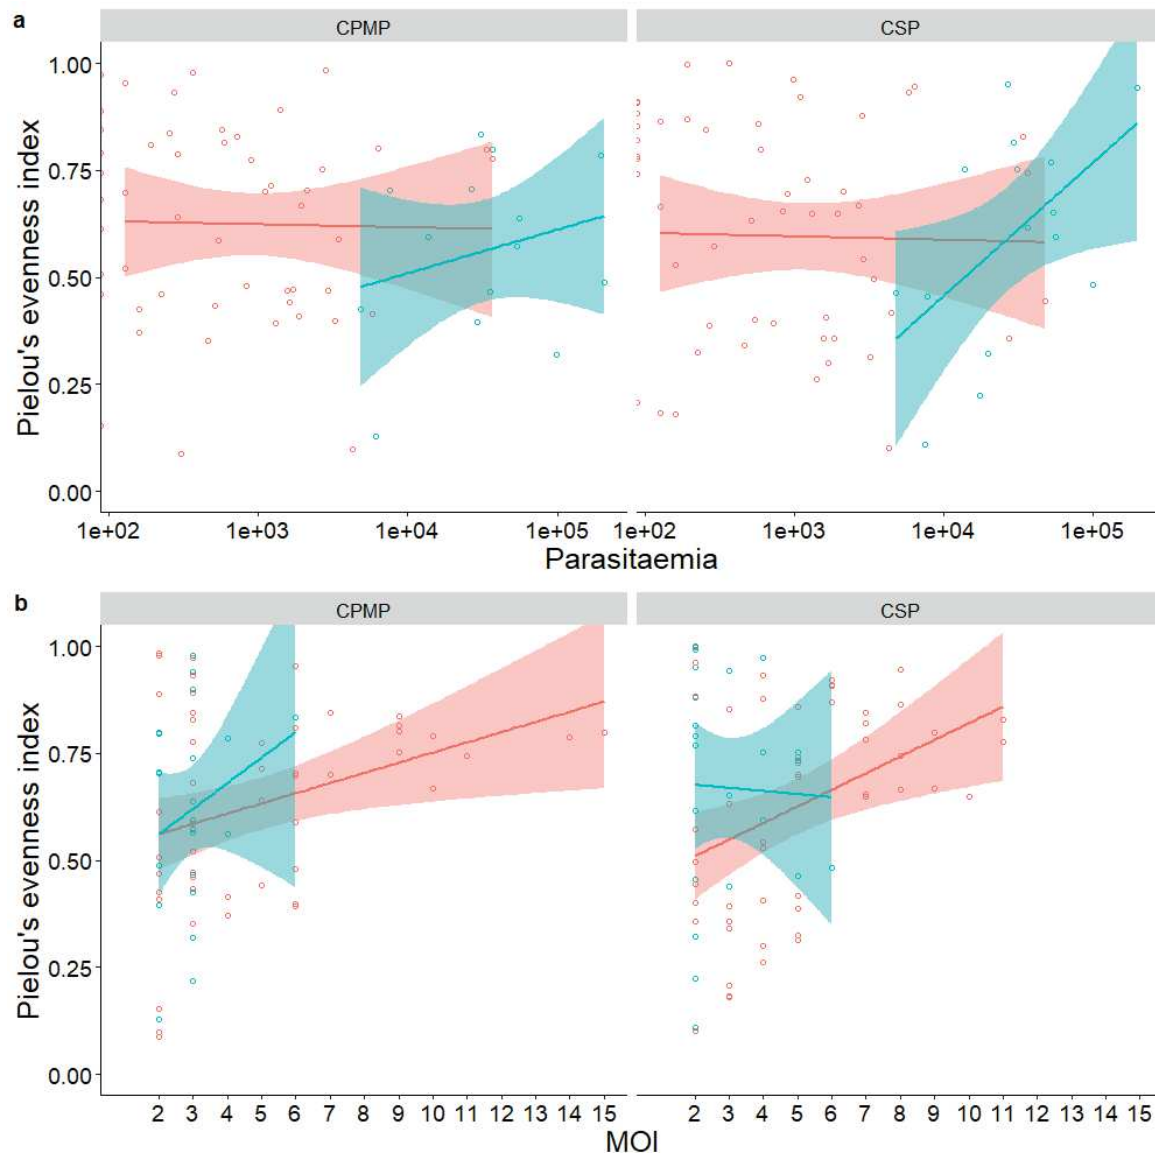 a
CPMP
CSP
Pielou's evenness index
1.00
0.75
0.50
0.25
0.00
1e+02 1e+03 1e+04 1e+05 1e+02 1e+03 1e+04 1e+05
Parasitaemia
b
CPMP
CSP
Pielou's evenness index
1.00
0.75
0.50
0.25
0.00
2 3 4 5 6 7 8 9 10 11 12 13 14 15 2 3 4 5 6 7 8 9 10 11 12 13 14 15
MOI